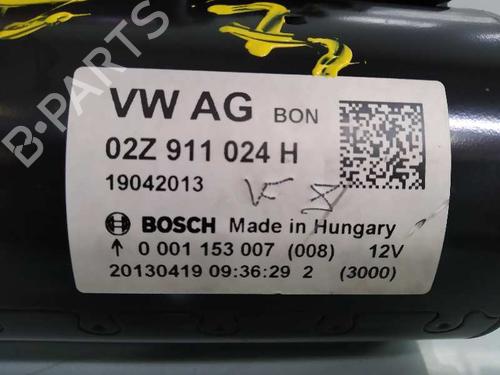 VW AG BON
02Z 911 024 H
19042013
BOSCH Made in Hungary
↑ 0 001 153 007 (008) 12V
20130419 09:36:29 2 (3000)
B-PARTS